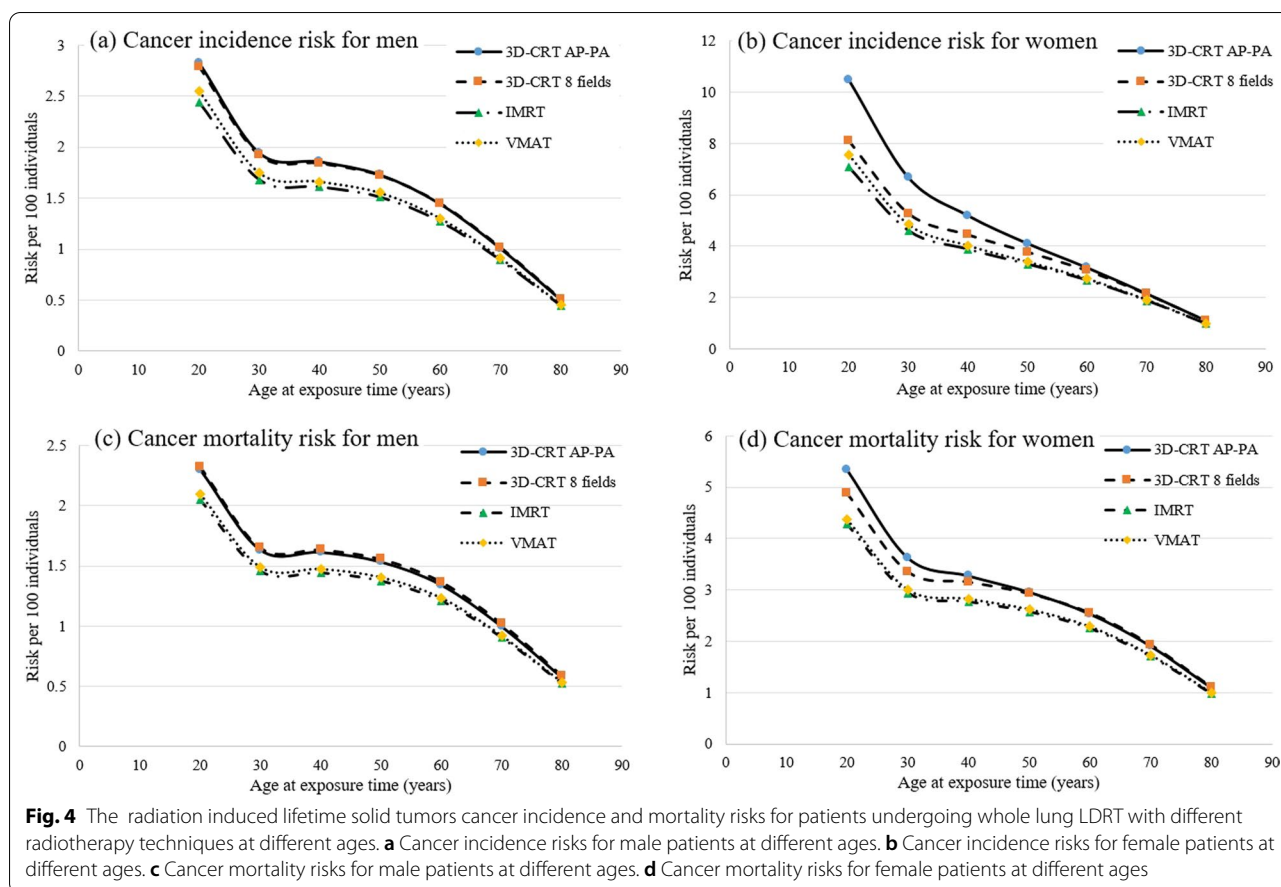 (a) Cancer incidence risk for men
3D-CRT AP-PA
3D-CRT 8 fields
IMRT
VMAT
Risk per 100 individuals
3
2.5
2
1.5
1
0.5
0
0 10 20 30 40 50 60 70 80 90
Age at exposure time (years)
(b) Cancer incidence risk for women
3D-CRT AP-PA
3D-CRT 8 fields
IMRT
VMAT
Risk per 100 individuals
12
10
8
6
4
2
0
0 10 20 30 40 50 60 70 80 90
Age at exposure time (years)
(c) Cancer mortality risk for men
3D-CRT AP-PA
3D-CRT 8 fields
IMRT
VMAT
Risk per 100 individuals
2.5
2
1.5
1
0.5
0
0 10 20 30 40 50 60 70 80 90
Age at exposure time (years)
(d) Cancer mortality risk for women
3D-CRT AP-PA
3D-CRT 8 fields
IMRT
VMAT
Risk per 100 individuals
6
5
4
3
2
1
0
0 10 20 30 40 50 60 70 80 90
Age at exposure time (years)
Fig. 4 The radiation induced lifetime solid tumors cancer incidence and mortality risks for patients undergoing whole lung LDRT with different
radiotherapy techniques at different ages. a Cancer incidence risks for male patients at different ages. b Cancer incidence risks for female patients at
different ages. c Cancer mortality risks for male patients at different ages. d Cancer mortality risks for female patients at different ages